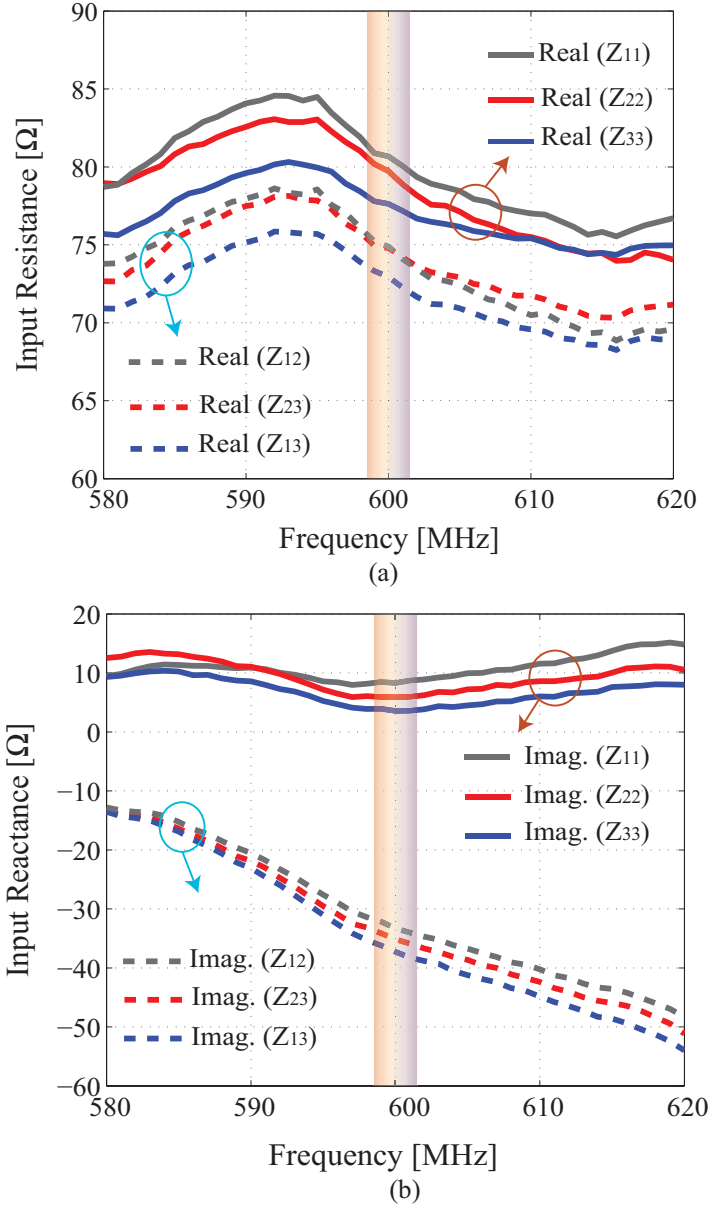 90
85
80
75
70
65
60
Input Resistance [Ω]
Real (Z11)
Real (Z22)
Real (Z33)
Real (Z12)
Real (Z23)
Real (Z13)
580 590 600 610 620
Frequency [MHz]
(a)
20
10
0
−10
−20
−30
−40
−50
−60
Input Reactance [Ω]
Imag. (Z11)
Imag. (Z22)
Imag. (Z33)
Imag. (Z12)
Imag. (Z23)
Imag. (Z13)
580 590 600 610 620
Frequency [MHz]
(b)